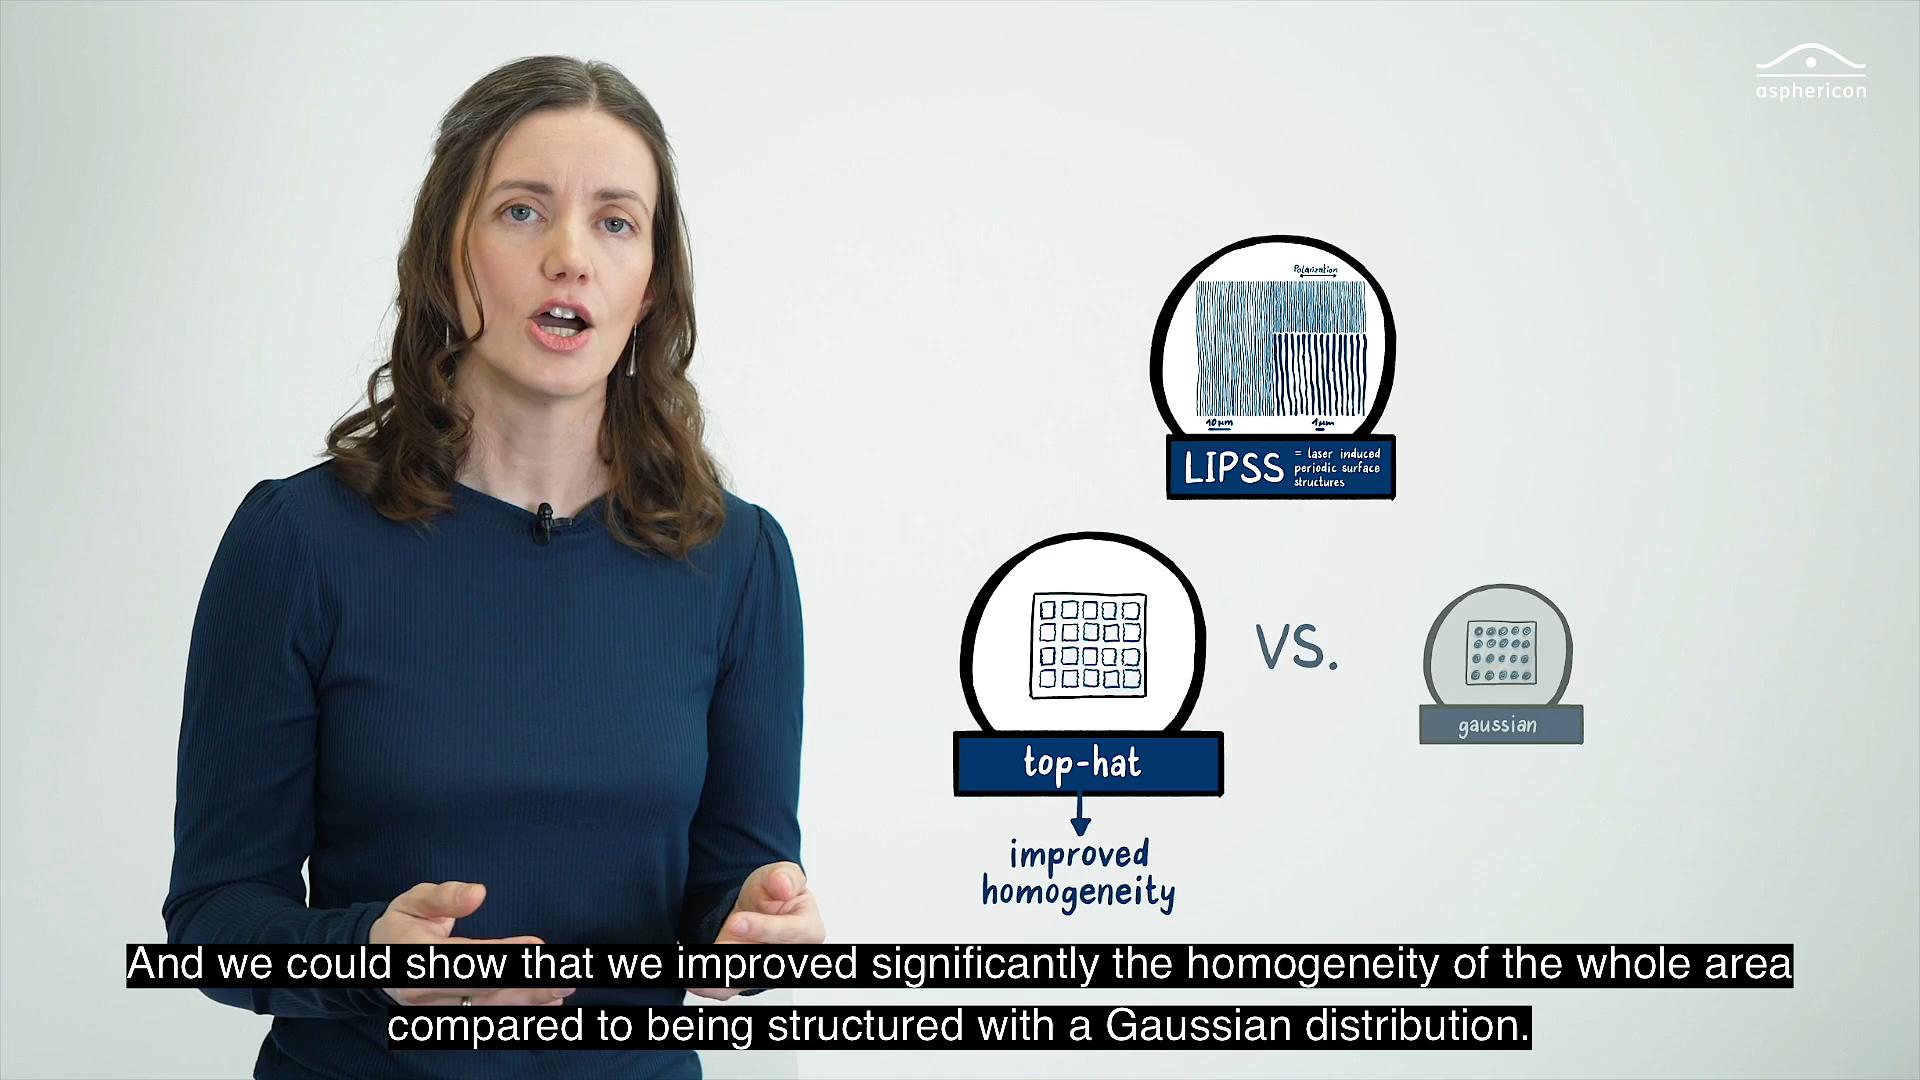 asphericon
Polarization
10 µm
1 µm
LIPSS
= laser induced
periodic surface
structures
top-hat
VS.
gaussian
improved
homogeneity
And we could show that we improved significantly the homogeneity of the whole area
compared to being structured with a Gaussian distribution.